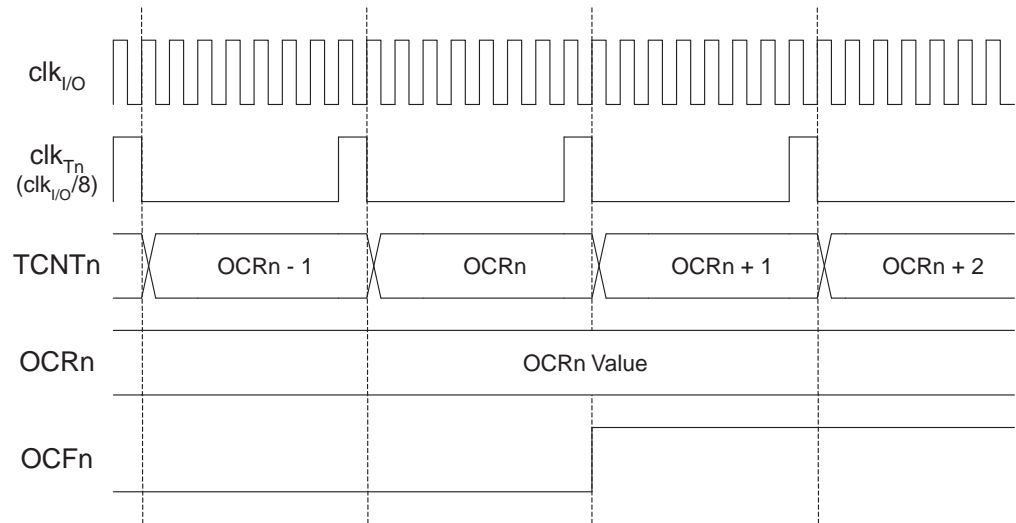 clkI/O
clkTn
(clkI/O/8)
TCNTn
OCRn - 1
OCRn
OCRn + 1
OCRn + 2
OCRn
OCRn Value
OCFn